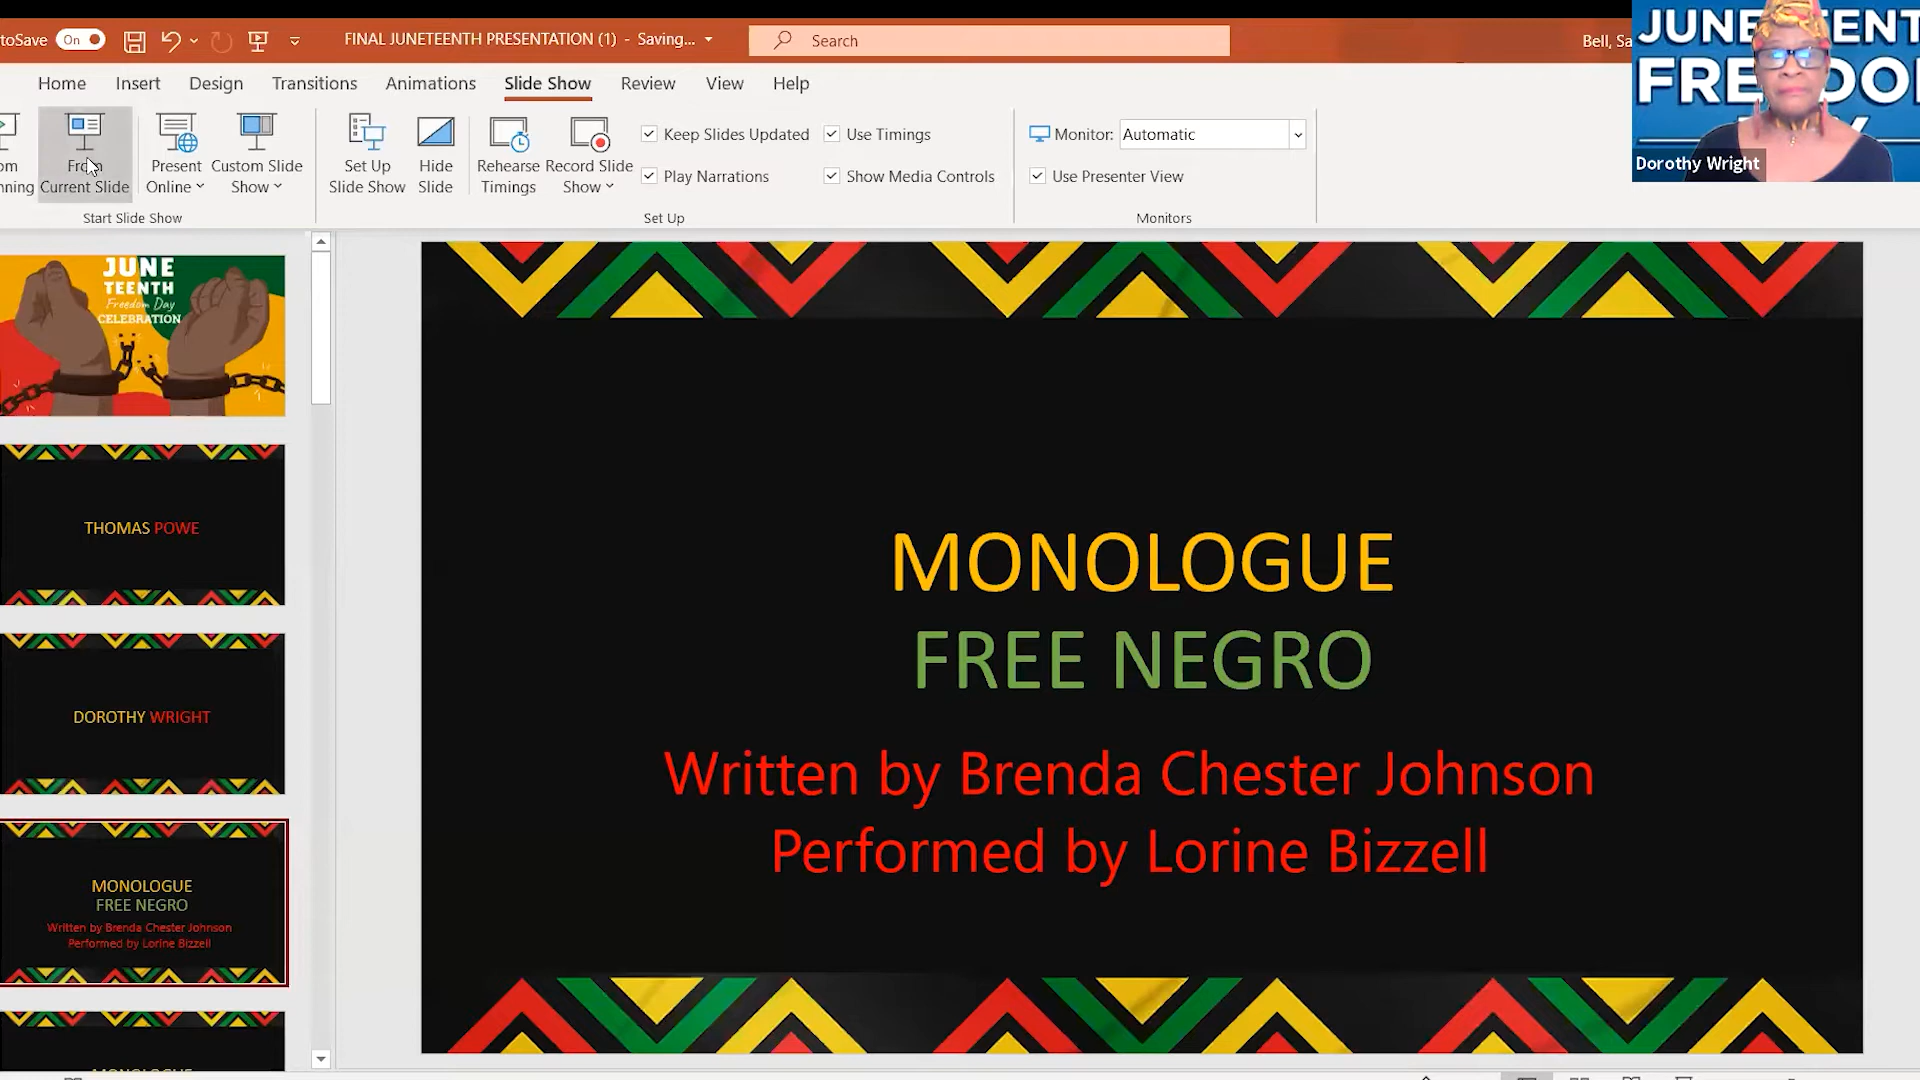 toSave On
FINAL JUNETEENTH PRESENTATION (1) - Saving...
Search
Bell, Sa
Home Insert Design Transitions Animations Slide Show Review View Help
From
Current Slide
Present
Online
Custom Slide
Show
Set Up
Slide Show
Hide
Slide
Rehearse
Timings
Record Slide
Show
Keep Slides Updated
Play Narrations
Use Timings
Show Media Controls
Monitor: Automatic
Use Presenter View
Start Slide Show
Set Up
Monitors
Dorothy Wright
JUNE
TEENTH
Freedom Day
CELEBRATION
THOMAS POWE
DOROTHY WRIGHT
MONOLOGUE
FREE NEGRO
Written by Brenda Chester Johnson
Performed by Lorine Bizzell
MONOLOGUE
FREE NEGRO
Written by Brenda Chester Johnson
Performed by Lorine Bizzell